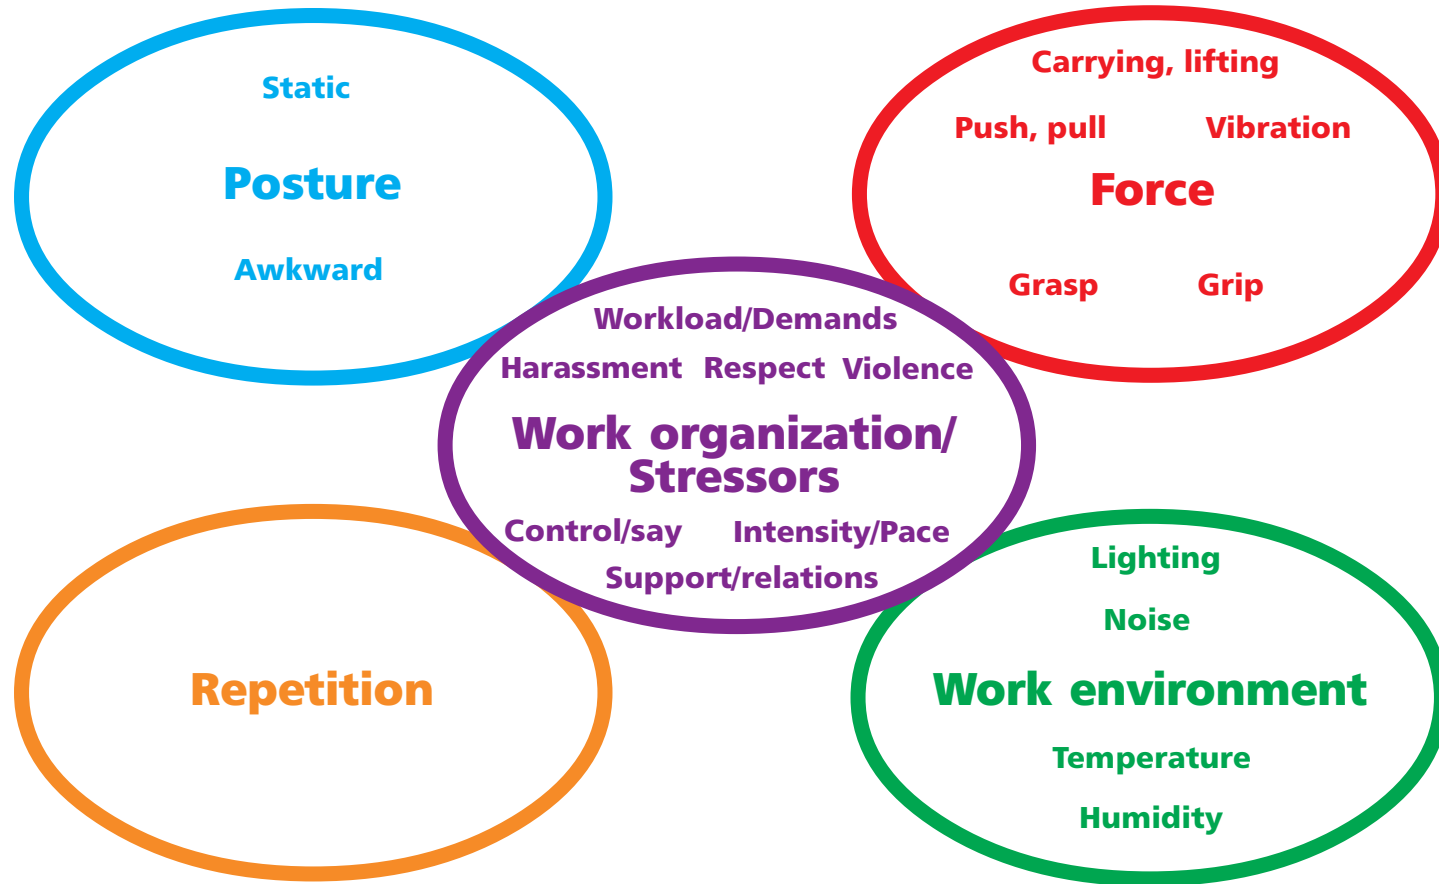 Static
Posture
Awkward
Carrying, lifting
Push, pull Vibration
Force
Grasp Grip
Workload/Demands
Harassment Respect Violence
Work organization/
Stressors
Control/say Intensity/Pace
Support/relations
Repetition
Lighting
Noise
Work environment
Temperature
Humidity